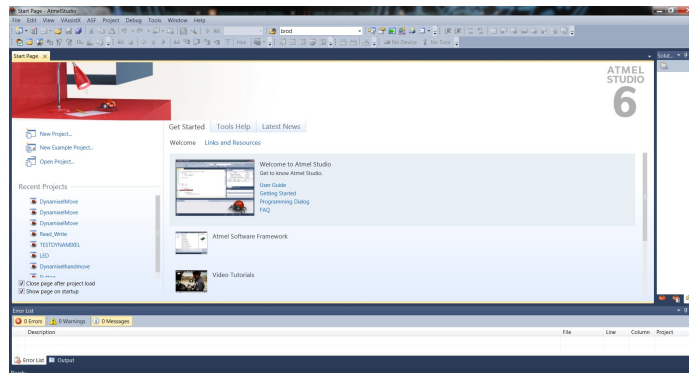 Start Page - AtmelStudio
File Edit View VAssistX ASF Project Debug Tools Window Help
brod
Hex
No Device No Tool
Start Page
Solut...
ATMEL
STUDIO
6
New Project...
New Example Project...
Open Project...
Recent Projects
DynamixelMove
DynamixelMove
DynamixelMove
Read_Write
TESTDYNAMIXEL
LED
Dynamixelhandmove
Button
Close page after project load
Show page on startup
Get Started Tools Help Latest News
Welcome Links and Resources
Welcome to Atmel Studio
Get to know Atmel Studio.
User Guide
Getting Started
Programming Dialog
FAQ
Atmel Software Framework
Video Tutorials
Error List
0 Errors 0 Warnings 0 Messages
Description File Line Column Project
Error List Output
Ready